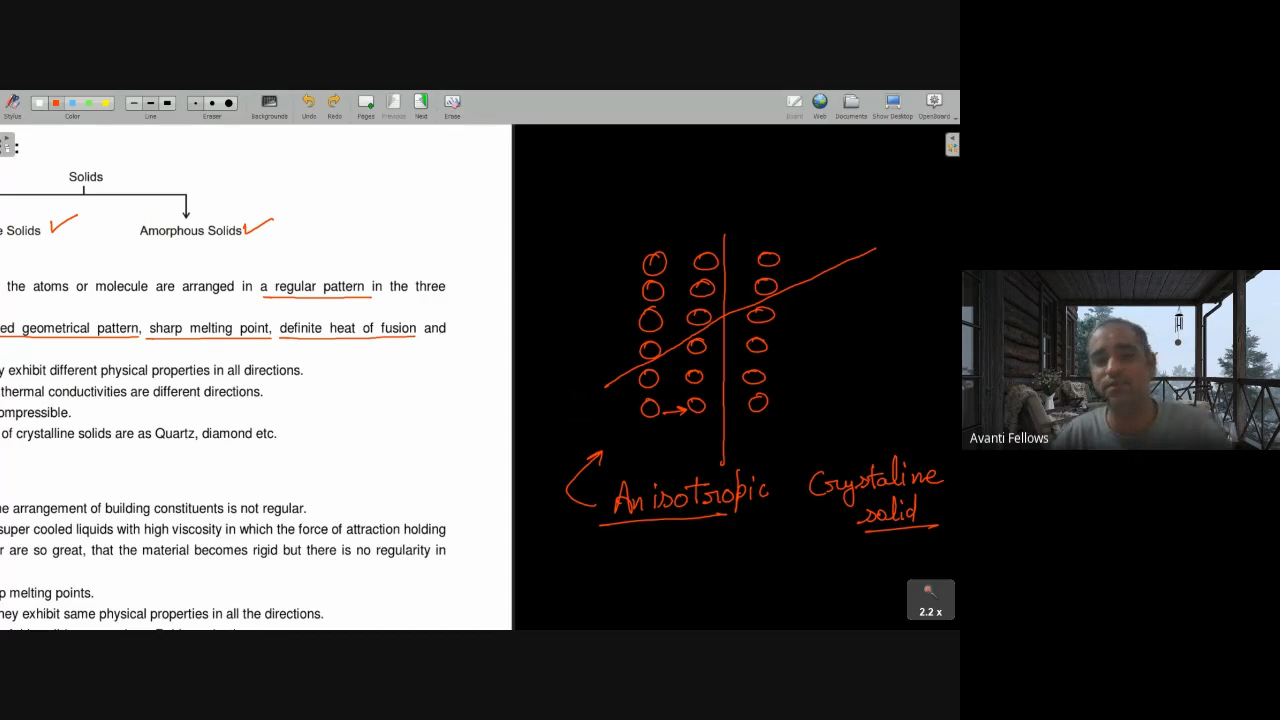 Stylus
Color
Line
Eraser
Backgrounds
Undo
Redo
Pages
Previous
Next
Erase
Board
Web
Documents
Show Desktop
OpenBoard
:
Solids
e Solids
Amorphous Solids
the atoms or molecule are arranged in a regular pattern in the three
ed geometrical pattern, sharp melting point, definite heat of fusion and
y exhibit different physical properties in all directions.
thermal conductivities are different directions.
ompressible.
of crystalline solids are as Quartz, diamond etc.
ne arrangement of building constituents is not regular.
super cooled liquids with high viscosity in which the force of attraction holding
r are so great, that the material becomes rigid but there is no regularity in
p melting points.
hey exhibit same physical properties in all the directions.
Anisotropic
Crystaline
solid
2.2 x
Avanti Fellows